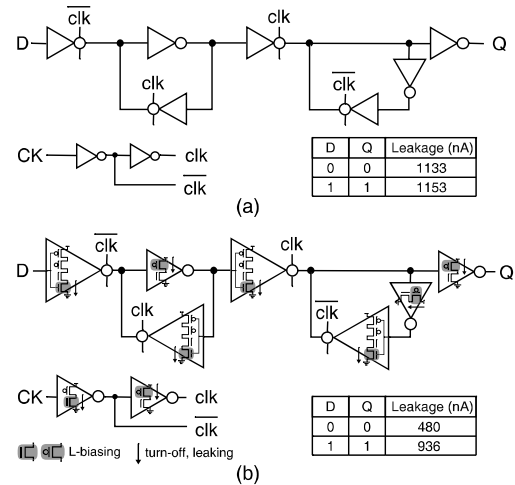 clk clk
D Q
clk clk
CK clk
clk
D Q Leakage (nA)
0 0 1133
1 1 1153
(a)
clk clk
D Q
clk clk
CK clk
clk
D Q Leakage (nA)
0 0 480
1 1 936
L-biasing turn-off, leaking
(b)